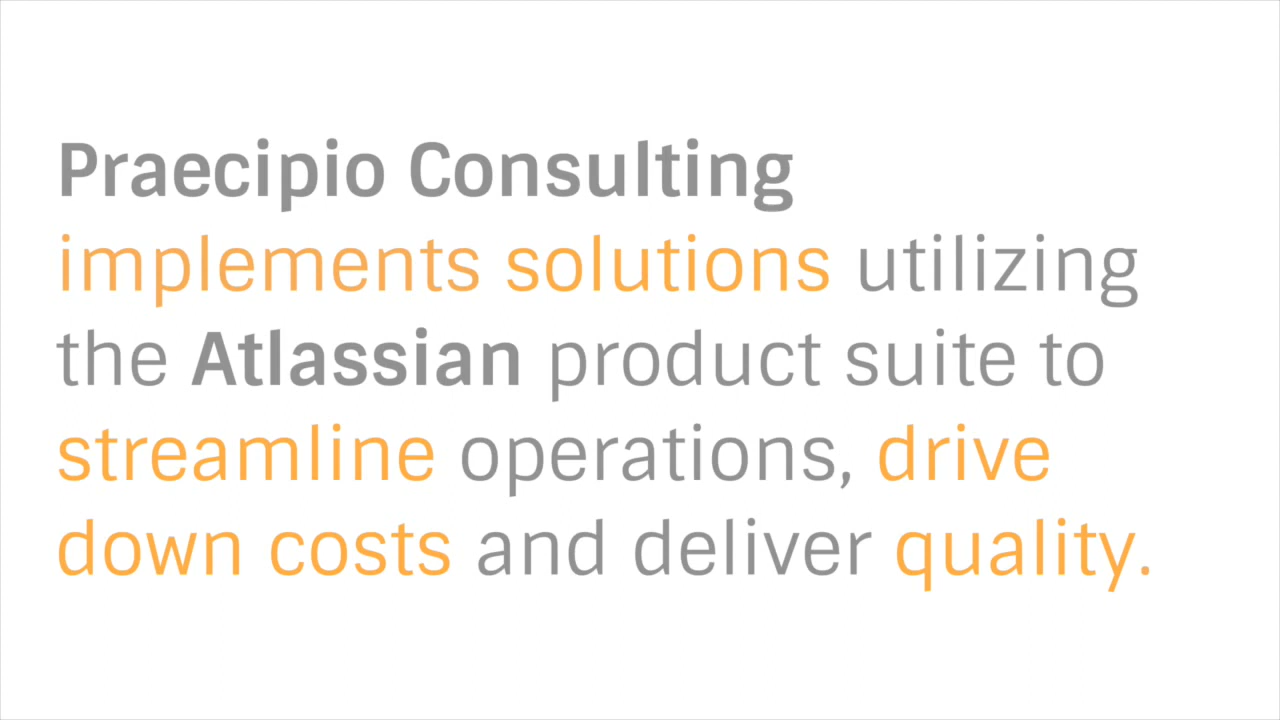 Praecipio Consulting
implements solutions utilizing
the Atlassian product suite to
streamline operations, drive
down costs and deliver quality.